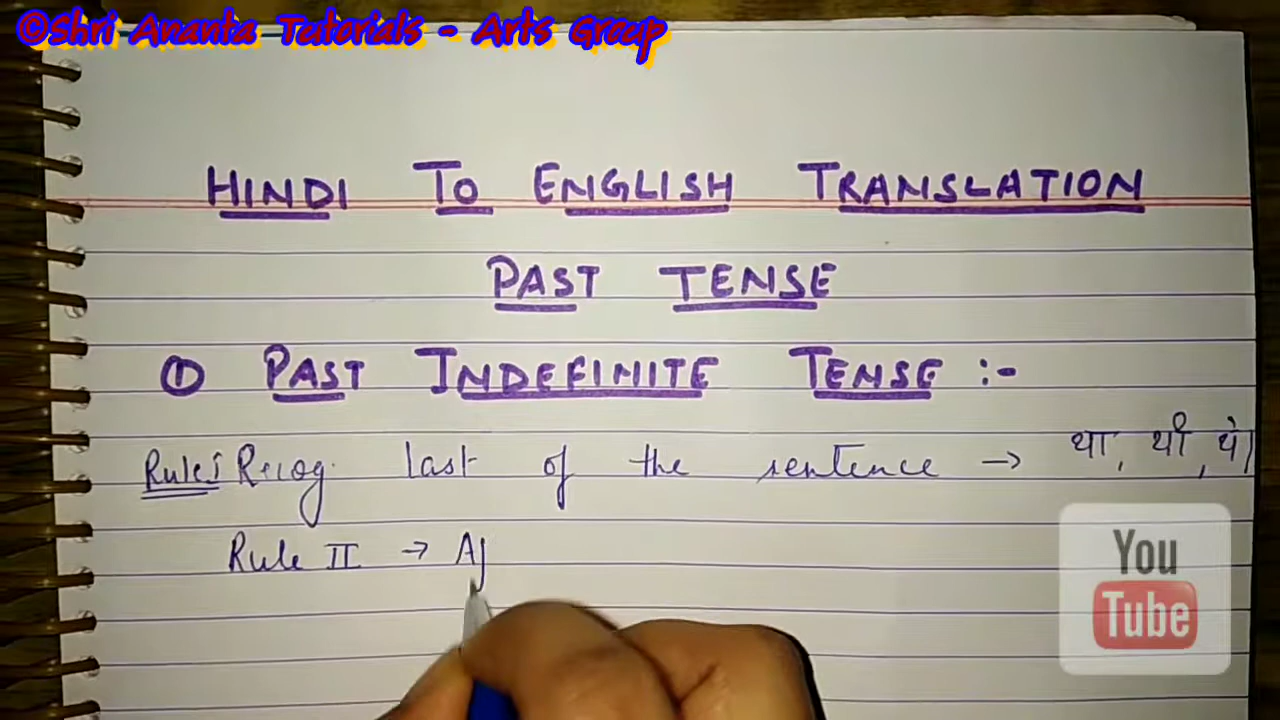 ©Shri Ananta Tutorials - Arts Group
HINDI TO ENGLISH TRANSLATION
PAST TENSE
① PAST INDEFINITE TENSE :-
Rule I Recog. last of the sentence → था, थी, थे।
Rule II →
You
Tube